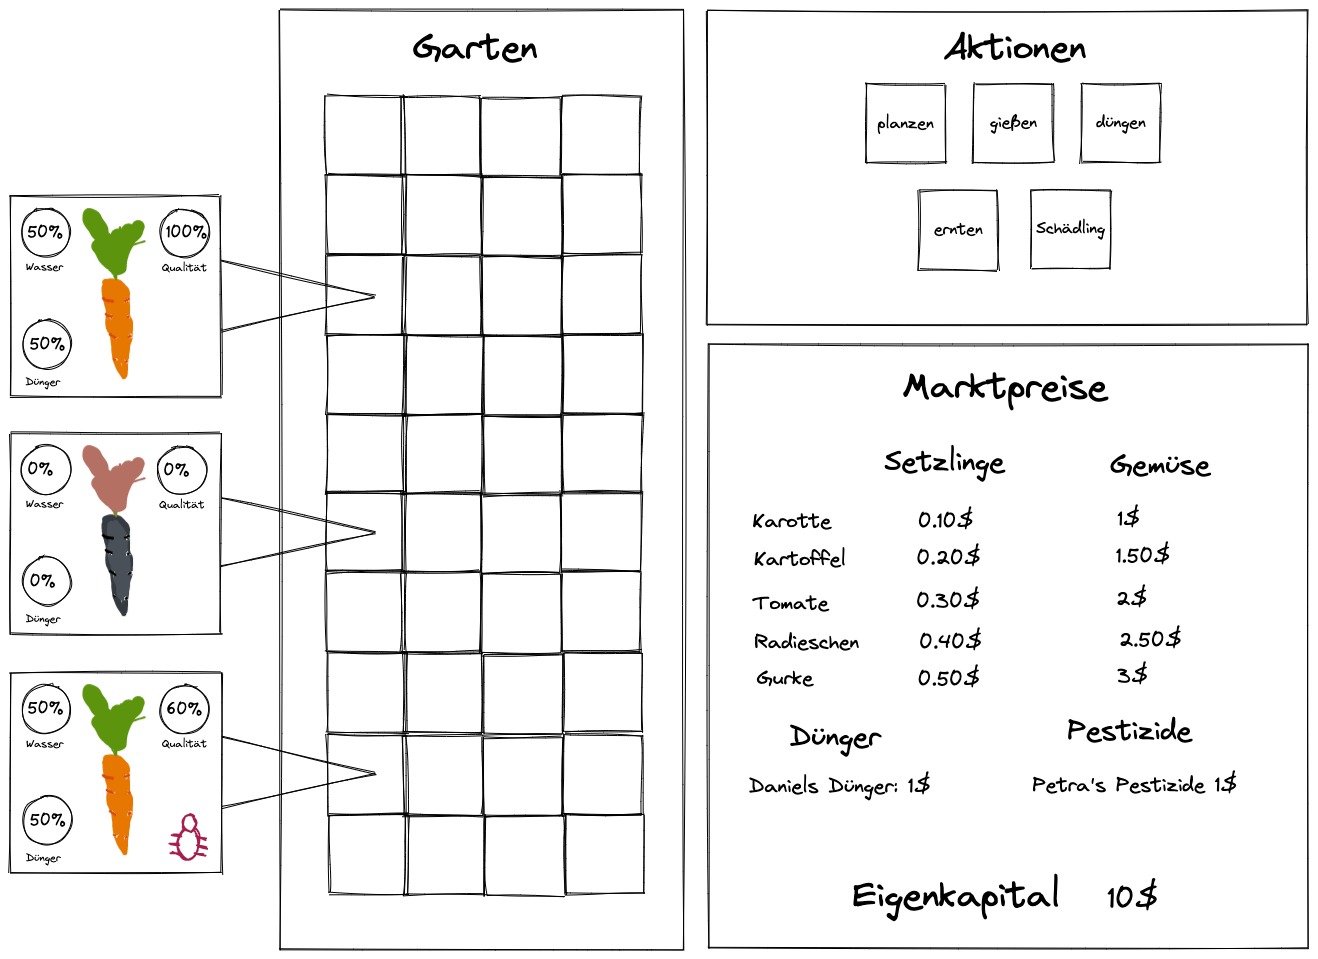 Garten
50%
100%
Wasser
Qualität
50%
Dünger
0%
0%
Wasser
Qualität
0%
Dünger
50%
60%
Wasser
Qualität
50%
Dünger
Aktionen
planzen
gießen
düngen
ernten
Schädling
Marktpreise
Setzlinge Gemüse
Karotte 0.10$ 1$
Kartoffel 0.20$ 1.50$
Tomate 0.30$ 2$
Radieschen 0.40$ 2.50$
Gurke 0.50$ 3$
Dünger Pestizide
Daniels Dünger: 1$ Petra's Pestizide 1$
Eigenkapital 10$